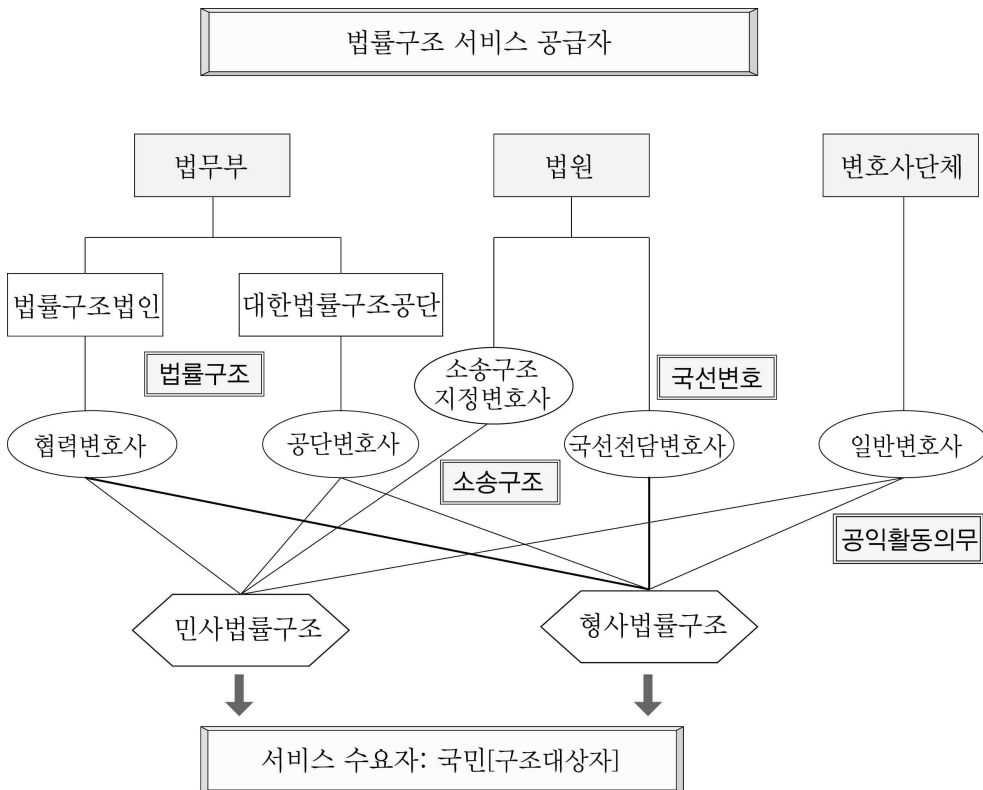 법률구조 서비스 공급자
법무부
법원
변호사단체
법률구조법인
대한법률구조공단
법률구조
소송구조
지정변호사
국선변호
협력변호사
공단변호사
국선전담변호사
일반변호사
소송구조
공익활동의무
민사법률구조
형사법률구조
서비스 수요자: 국민[구조대상자]